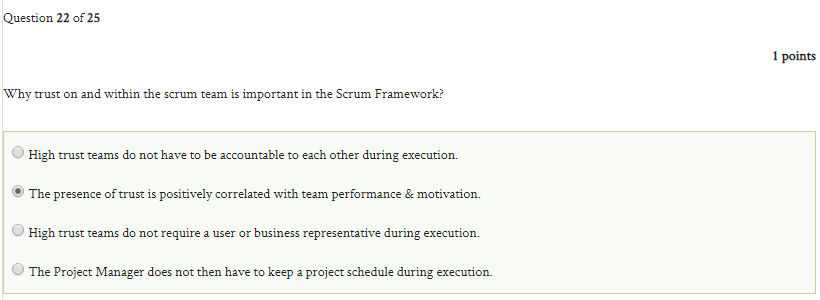 Question 22 of 25
1 points
Why trust on and within the scrum team is important in the Scrum Framework?
High trust teams do not have to be accountable to each other during execution.
The presence of trust is positively correlated with team performance & motivation.
High trust teams do not require a user or business representative during execution.
The Project Manager does not then have to keep a project schedule during execution.